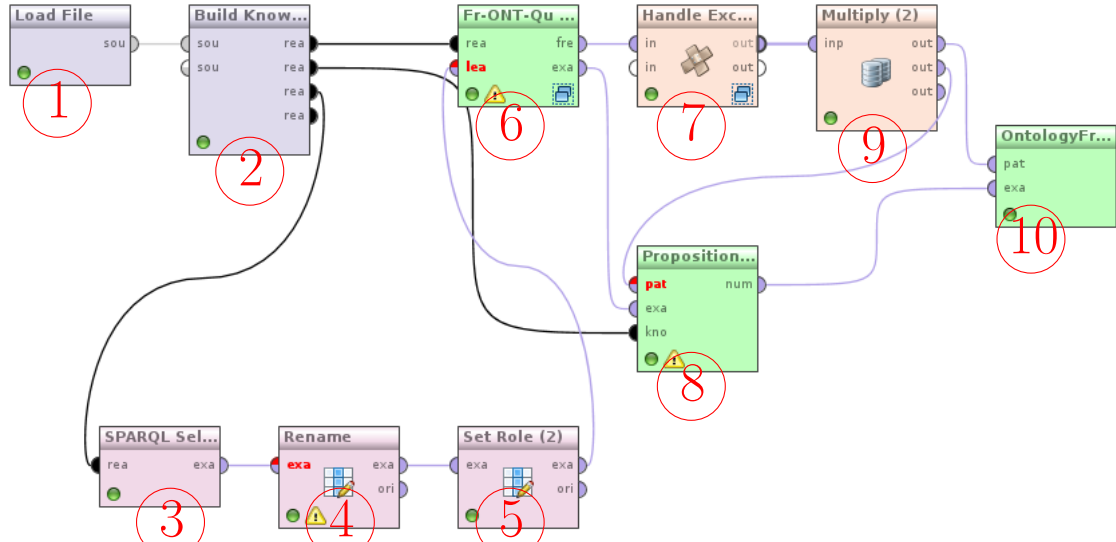 Load File
sou
1
Build Know...
sou rea
sou rea
rea
rea
2
Fr-ONT-Qu ...
rea fre
lea exa
6
Handle Exc...
in out
in out
7
Multiply (2)
inp out
out
out
9
OntologyFr...
pat
exa
10
Proposition...
pat num
exa
kno
8
SPARQL Sel...
rea exa
3
Rename
exa exa
ori
4
Set Role (2)
exa exa
ori
5